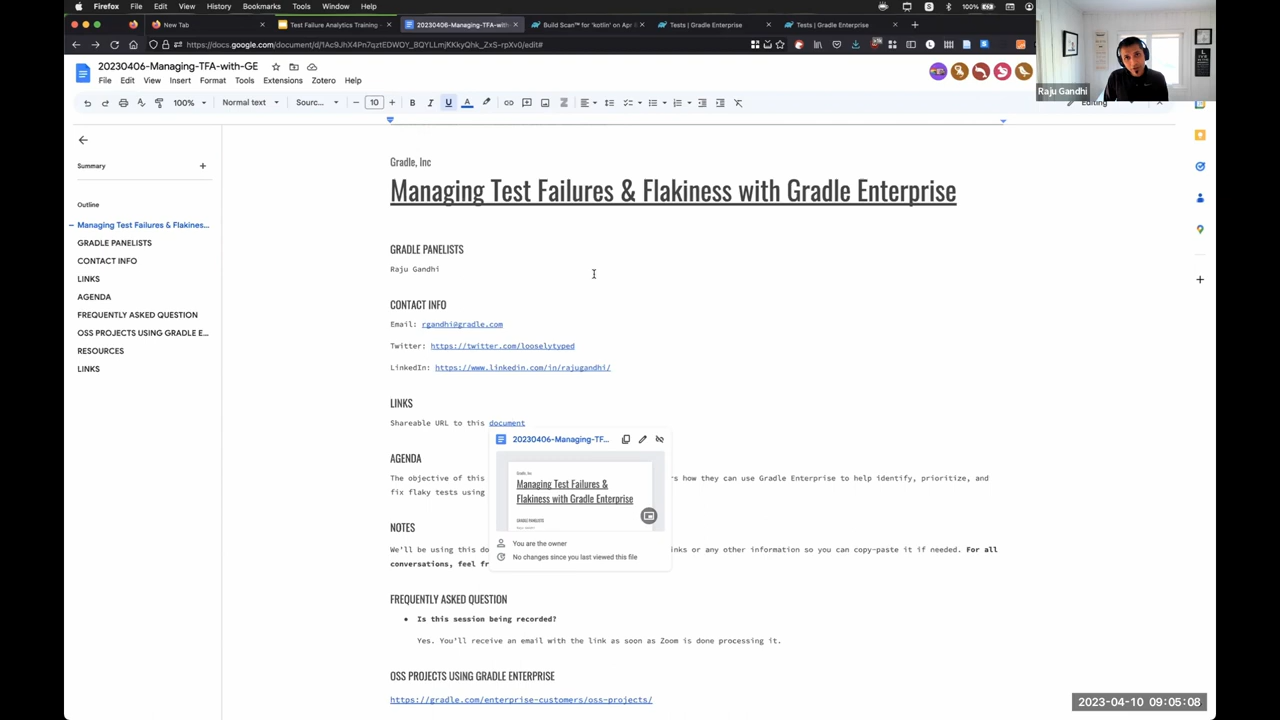 Firefox File Edit View History Bookmarks Tools Window Help
100%
New Tab
Test Failure Analytics Training -
20230406-Managing-TFA-with-
Build Scan™ for 'kotlin' on Apr
Tests | Gradle Enterprise
Tests | Gradle Enterprise
20230406-Managing-TFA-with-GE
File Edit View Insert Format Tools Extensions Zotero Help
100% Normal text Sourc... 10
Editing
Raju Gandhi
Summary
Outline
Managing Test Failures & Flakines...
GRADLE PANELISTS
CONTACT INFO
LINKS
AGENDA
FREQUENTLY ASKED QUESTION
OSS PROJECTS USING GRADLE E...
RESOURCES
LINKS
Gradle, Inc
Managing Test Failures & Flakiness with Gradle Enterprise
GRADLE PANELISTS
Raju Gandhi
CONTACT INFO
Email: rgandhi@gradle.com
Twitter: https://twitter.com/looselytyped
LinkedIn: https://www.linkedin.com/in/rajugandhi/
LINKS
Shareable URL to this document
20230406-Managing-TF...
Managing Test Failures &
Flakiness with Gradle Enterprise
You are the owner
No changes since you last viewed this file
AGENDA
The objective of this s how they can use Gradle Enterprise to help identify, prioritize, and
fix flaky tests using
NOTES
We'll be using this do inks or any other information so you can copy-paste it if needed. For all
conversations, feel fr
FREQUENTLY ASKED QUESTION
• Is this session being recorded?
Yes. You'll receive an email with the link as soon as Zoom is done processing it.
OSS PROJECTS USING GRADLE ENTERPRISE
https://gradle.com/enterprise-customers/oss-projects/
2023-04-10 09:05:08